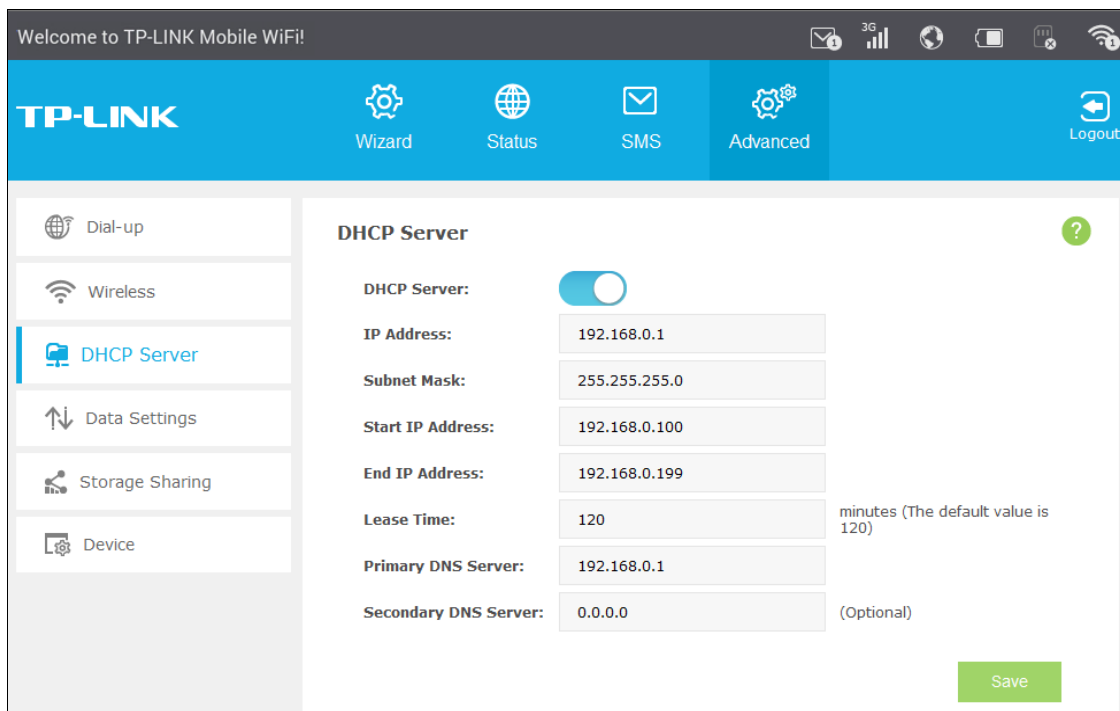 Welcome to TP-LINK Mobile WiFi!
1
3G
1
TP-LINK
Wizard
Status
SMS
Advanced
Logout
Dial-up
Wireless
DHCP Server
Data Settings
Storage Sharing
Device
DHCP Server
?
DHCP Server:
IP Address: 192.168.0.1
Subnet Mask: 255.255.255.0
Start IP Address: 192.168.0.100
End IP Address: 192.168.0.199
Lease Time: 120 minutes (The default value is
120)
Primary DNS Server: 192.168.0.1
Secondary DNS Server: 0.0.0.0 (Optional)
Save